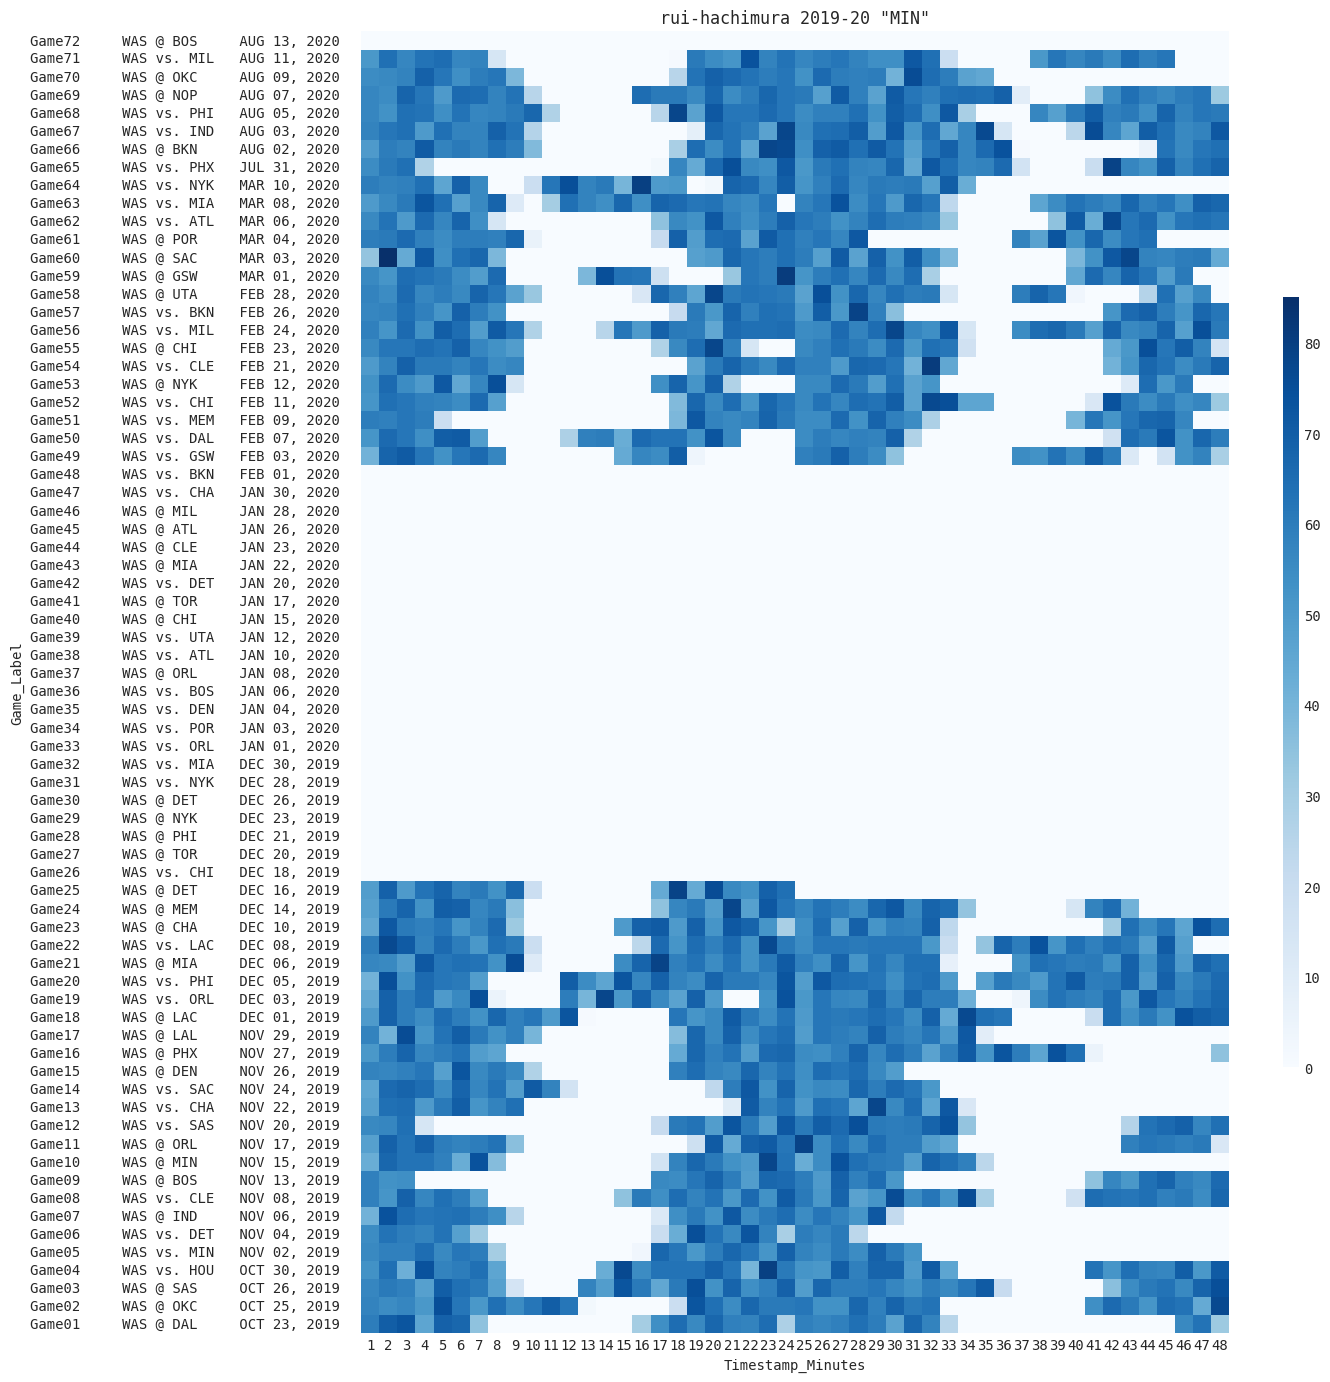 rui-hachimura 2019-20 "MIN"
Game72 WAS @ BOS AUG 13, 2020
Game71 WAS vs. MIL AUG 11, 2020
Game70 WAS @ OKC AUG 09, 2020
Game69 WAS @ NOP AUG 07, 2020
Game68 WAS vs. PHI AUG 05, 2020
Game67 WAS vs. IND AUG 03, 2020
Game66 WAS @ BKN AUG 02, 2020
Game65 WAS vs. PHX JUL 31, 2020
Game64 WAS vs. NYK MAR 10, 2020
Game63 WAS vs. MIA MAR 08, 2020
Game62 WAS vs. ATL MAR 06, 2020
Game61 WAS @ POR MAR 04, 2020
Game60 WAS @ SAC MAR 03, 2020
Game59 WAS @ GSW MAR 01, 2020
Game58 WAS @ UTA FEB 28, 2020
Game57 WAS vs. BKN FEB 26, 2020
Game56 WAS vs. MIL FEB 24, 2020
Game55 WAS @ CHI FEB 23, 2020
Game54 WAS vs. CLE FEB 21, 2020
Game53 WAS @ NYK FEB 12, 2020
Game52 WAS vs. CHI FEB 11, 2020
Game51 WAS vs. MEM FEB 09, 2020
Game50 WAS vs. DAL FEB 07, 2020
Game49 WAS vs. GSW FEB 03, 2020
Game48 WAS vs. BKN FEB 01, 2020
Game47 WAS vs. CHA JAN 30, 2020
Game46 WAS @ MIL JAN 28, 2020
Game45 WAS @ ATL JAN 26, 2020
Game44 WAS @ CLE JAN 23, 2020
Game43 WAS @ MIA JAN 22, 2020
Game42 WAS vs. DET JAN 20, 2020
Game41 WAS @ TOR JAN 17, 2020
Game40 WAS @ CHI JAN 15, 2020
Game39 WAS vs. UTA JAN 12, 2020
Game38 WAS vs. ATL JAN 10, 2020
Game37 WAS @ ORL JAN 08, 2020
Game36 WAS vs. BOS JAN 06, 2020
Game35 WAS vs. DEN JAN 04, 2020
Game34 WAS vs. POR JAN 03, 2020
Game33 WAS vs. ORL JAN 01, 2020
Game32 WAS vs. MIA DEC 30, 2019
Game31 WAS vs. NYK DEC 28, 2019
Game30 WAS @ DET DEC 26, 2019
Game29 WAS @ NYK DEC 23, 2019
Game28 WAS @ PHI DEC 21, 2019
Game27 WAS @ TOR DEC 20, 2019
Game26 WAS vs. CHI DEC 18, 2019
Game25 WAS @ DET DEC 16, 2019
Game24 WAS @ MEM DEC 14, 2019
Game23 WAS @ CHA DEC 10, 2019
Game22 WAS vs. LAC DEC 08, 2019
Game21 WAS @ MIA DEC 06, 2019
Game20 WAS vs. PHI DEC 05, 2019
Game19 WAS vs. ORL DEC 03, 2019
Game18 WAS @ LAC DEC 01, 2019
Game17 WAS @ LAL NOV 29, 2019
Game16 WAS @ PHX NOV 27, 2019
Game15 WAS @ DEN NOV 26, 2019
Game14 WAS vs. SAC NOV 24, 2019
Game13 WAS vs. CHA NOV 22, 2019
Game12 WAS vs. SAS NOV 20, 2019
Game11 WAS @ ORL NOV 17, 2019
Game10 WAS @ MIN NOV 15, 2019
Game09 WAS @ BOS NOV 13, 2019
Game08 WAS vs. CLE NOV 08, 2019
Game07 WAS @ IND NOV 06, 2019
Game06 WAS vs. DET NOV 04, 2019
Game05 WAS vs. MIN NOV 02, 2019
Game04 WAS vs. HOU OCT 30, 2019
Game03 WAS @ SAS OCT 26, 2019
Game02 WAS @ OKC OCT 25, 2019
Game01 WAS @ DAL OCT 23, 2019
Game_Label
1 2 3 4 5 6 7 8 9 10 11 12 13 14 15 16 17 18 19 20 21 22 23 24 25 26 27 28 29 30 31 32 33 34 35 36 37 38 39 40 41 42 43 44 45 46 47 48
Timestamp_Minutes
80
70
60
50
40
30
20
10
0